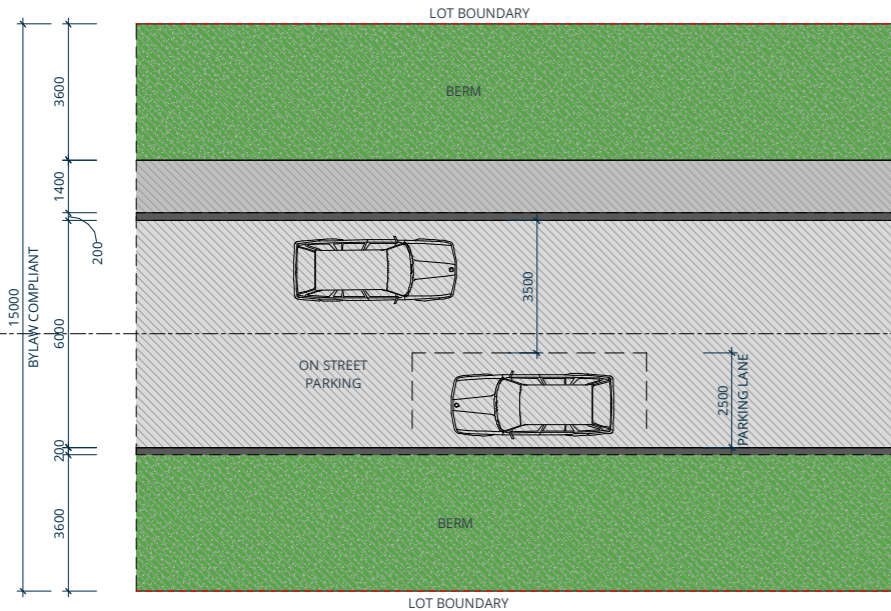 LOT BOUNDARY
3600
BERM
1400
200
15000
BYLAW COMPLIANT
6000
3500
ON STREET
PARKING
2500
PARKING LANE
200
3600
BERM
LOT BOUNDARY